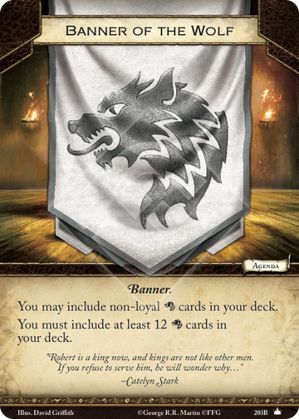 BANNER OF THE WOLF
AGENDA
Banner.
You may include non-loyal cards in your deck.
You must include at least 12 cards in
your deck.
"Robert is a king now, and kings are not like other men.
If you refuse to serve him, he will wonder why…"
–Catelyn Stark
Illus. David Griffith ©George R.R. Martin ©FFG 205B